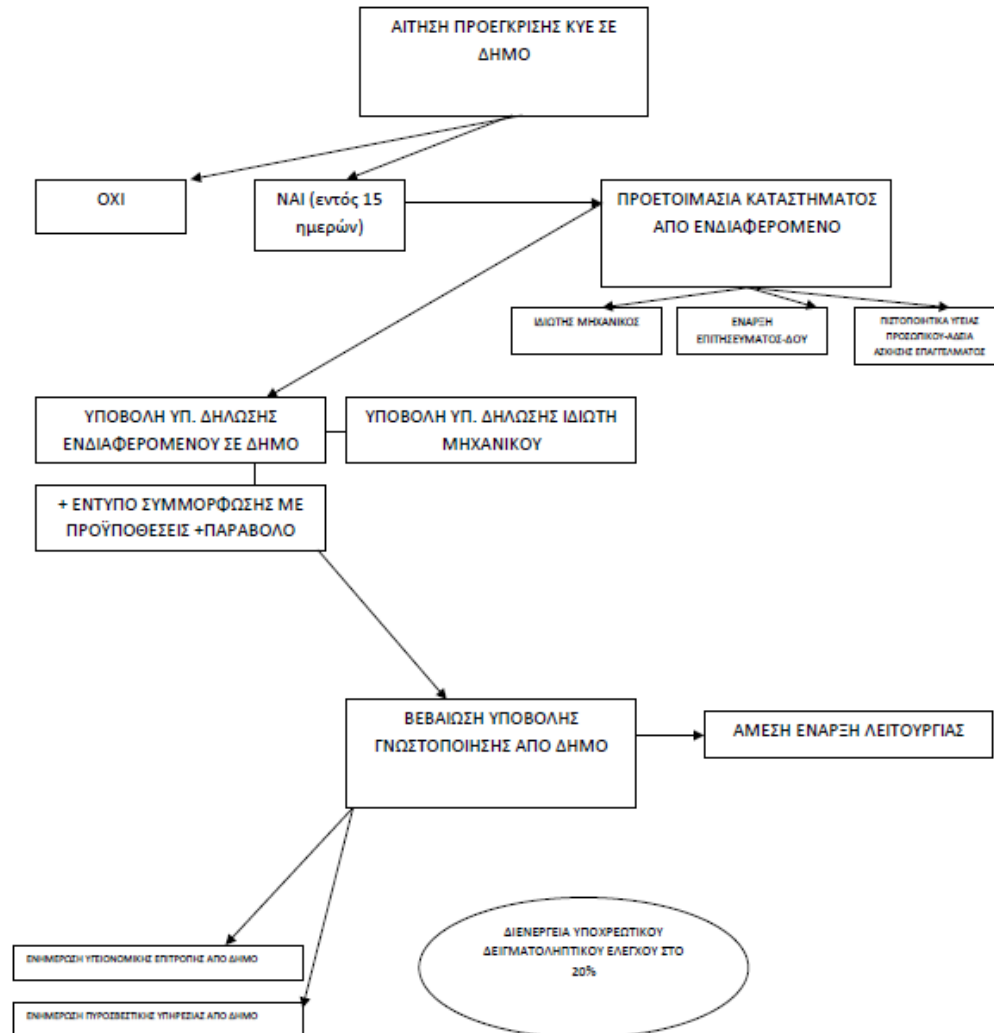 ΑΙΤΗΣΗ ΠΡΟΕΓΚΡΙΣΗΣ ΚΥΕ ΣΕ
ΔΗΜΟ
ΟΧΙ
ΝΑΙ (εντός 15
ημερών)
ΠΡΟΕΤΟΙΜΑΣΙΑ ΚΑΤΑΣΤΗΜΑΤΟΣ
ΑΠΟ ΕΝΔΙΑΦΕΡΟΜΕΝΟ
ΙΔΙΩΤΗΣ ΜΗΧΑΝΙΚΟΣ
ΕΝΑΡΞΗ
ΕΠΙΤΗΣΕΥΜΑΤΟΣ-ΔΟΥ
ΠΙΣΤΟΠΟΙΗΤΙΚΑ ΥΓΕΙΑΣ
ΠΡΟΣΩΠΙΚΟΥ-ΑΔΕΙΑ
ΑΣΚΗΣΗΣ ΕΠΑΓΓΕΛΜΑΤΟΣ
ΥΠΟΒΟΛΗ ΥΠ. ΔΗΛΩΣΗΣ
ΕΝΔΙΑΦΕΡΟΜΕΝΟΥ ΣΕ ΔΗΜΟ
ΥΠΟΒΟΛΗ ΥΠ. ΔΗΛΩΣΗΣ ΙΔΙΩΤΗ
ΜΗΧΑΝΙΚΟΥ
+ ΕΝΤΥΠΟ ΣΥΜΜΟΡΦΩΣΗΣ ΜΕ
ΠΡΟΫΠΟΘΕΣΕΙΣ +ΠΑΡΑΒΟΛΟ
ΒΕΒΑΙΩΣΗ ΥΠΟΒΟΛΗΣ
ΓΝΩΣΤΟΠΟΙΗΣΗΣ ΑΠΟ ΔΗΜΟ
ΑΜΕΣΗ ΕΝΑΡΞΗ ΛΕΙΤΟΥΡΓΙΑΣ
ΔΙΕΝΕΡΓΕΙΑ ΥΠΟΧΡΕΩΤΙΚΟΥ
ΔΕΙΓΜΑΤΟΛΗΠΤΙΚΟΥ ΕΛΕΓΧΟΥ ΣΤΟ
20%
ΕΝΗΜΕΡΩΣΗ ΥΓΕΙΟΝΟΜΙΚΗΣ ΕΠΙΤΡΟΠΗΣ ΑΠΟ ΔΗΜΟ
ΕΝΗΜΕΡΩΣΗ ΠΥΡΟΣΒΕΣΤΙΚΗΣ ΥΠΗΡΕΣΙΑΣ ΑΠΟ ΔΗΜΟ